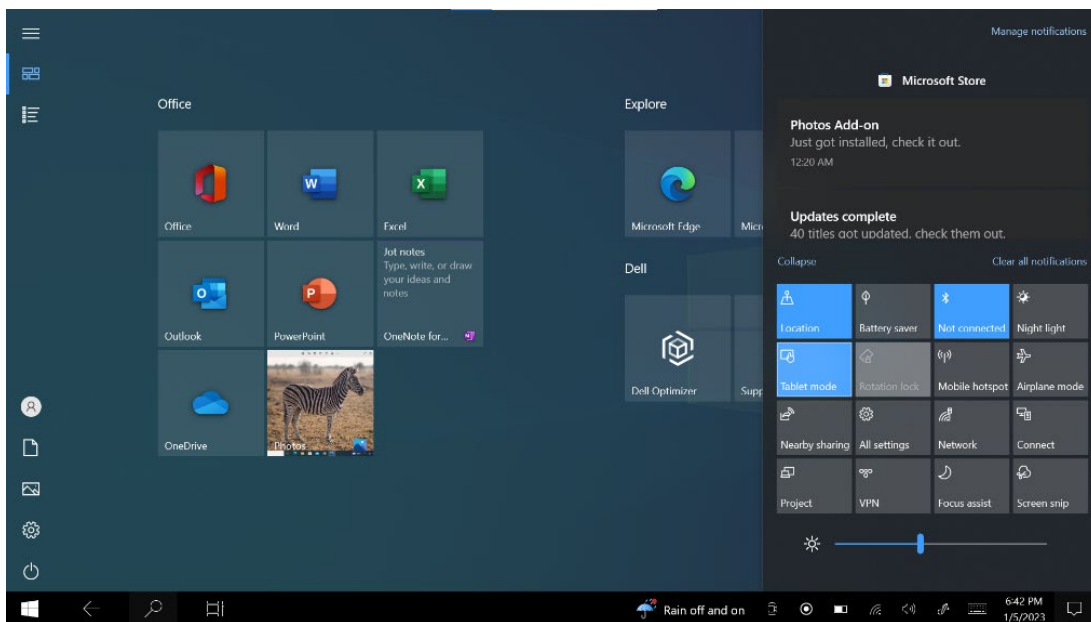 Manage notifications
Microsoft Store
Office
Explore
Photos Add-on
Just got installed, check it out.
12:20 AM
Office
Word
Excel
Microsoft Edge
Updates complete
40 titles got updated, check them out.
Jot notes
Type, write, or draw
your ideas and
notes
Dell
Collapse
Clear all notifications
Outlook
PowerPoint
OneNote for...
Location
Battery saver
Not connected
Night light
Dell Optimizer
Tablet mode
Rotation lock
Mobile hotspot
Airplane mode
OneDrive
Photos
Nearby sharing
All settings
Network
Connect
Project
VPN
Focus assist
Screen snip
Rain off and on
6:42 PM
1/5/2023